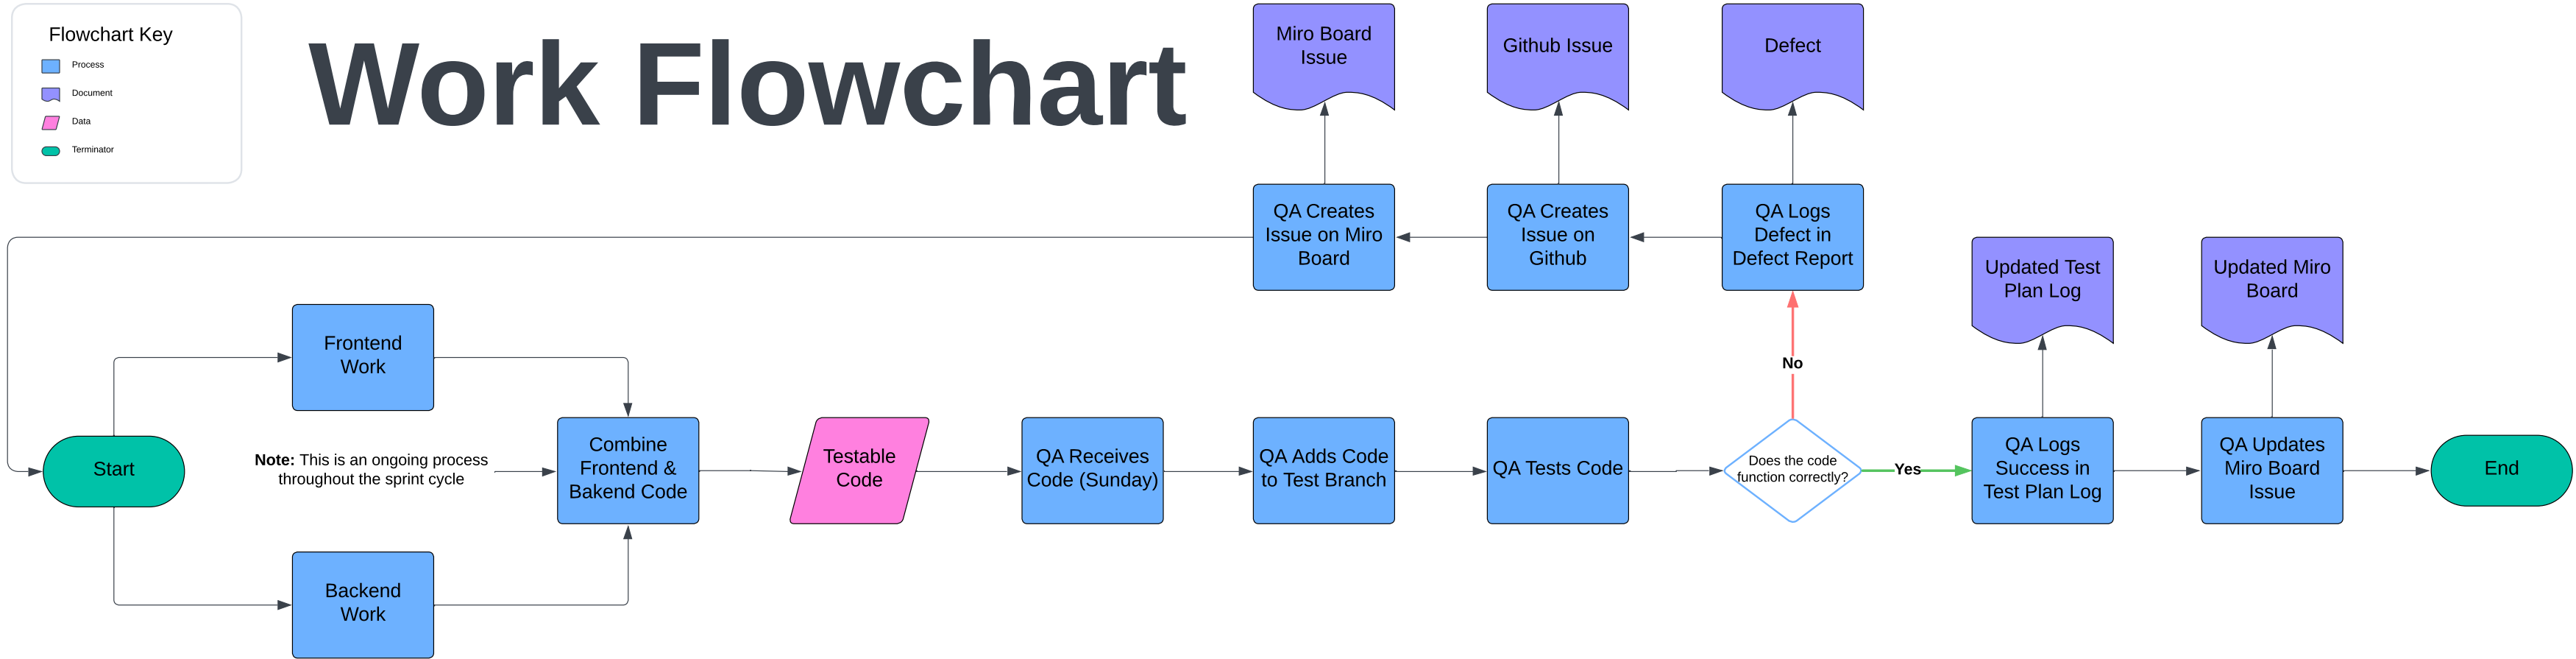 Flowchart Key
Process
Document
Data
Terminator
Work Flowchart
Miro Board
Issue
Github Issue
Defect
QA Creates
Issue on Miro
Board
QA Creates
Issue on
Github
QA Logs
Defect in
Defect Report
Updated Test
Plan Log
Updated Miro
Board
No
Frontend
Work
Start
Note: This is an ongoing process
throughout the sprint cycle
Combine
Frontend &
Bakend Code
Testable
Code
QA Receives
Code (Sunday)
QA Adds Code
to Test Branch
QA Tests Code
Does the code
function correctly?
Yes
QA Logs
Success in
Test Plan Log
QA Updates
Miro Board
Issue
End
Backend
Work